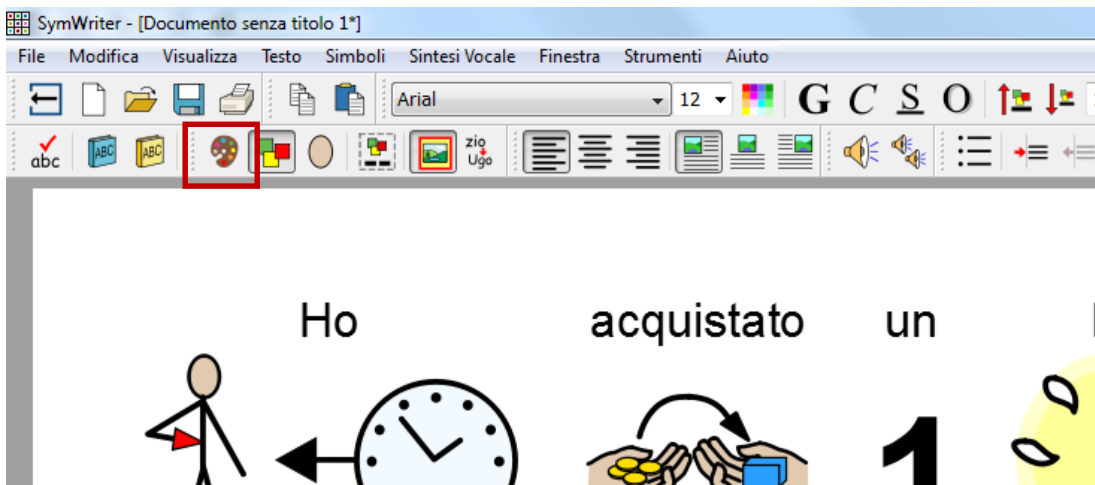 SymWriter - [Documento senza titolo 1*]
File Modifica Visualizza Testo Simboli Sintesi Vocale Finestra Strumenti Aiuto
Arial 12 G C S O
abc ABC ABC zio Ugo
Ho acquistato un
1